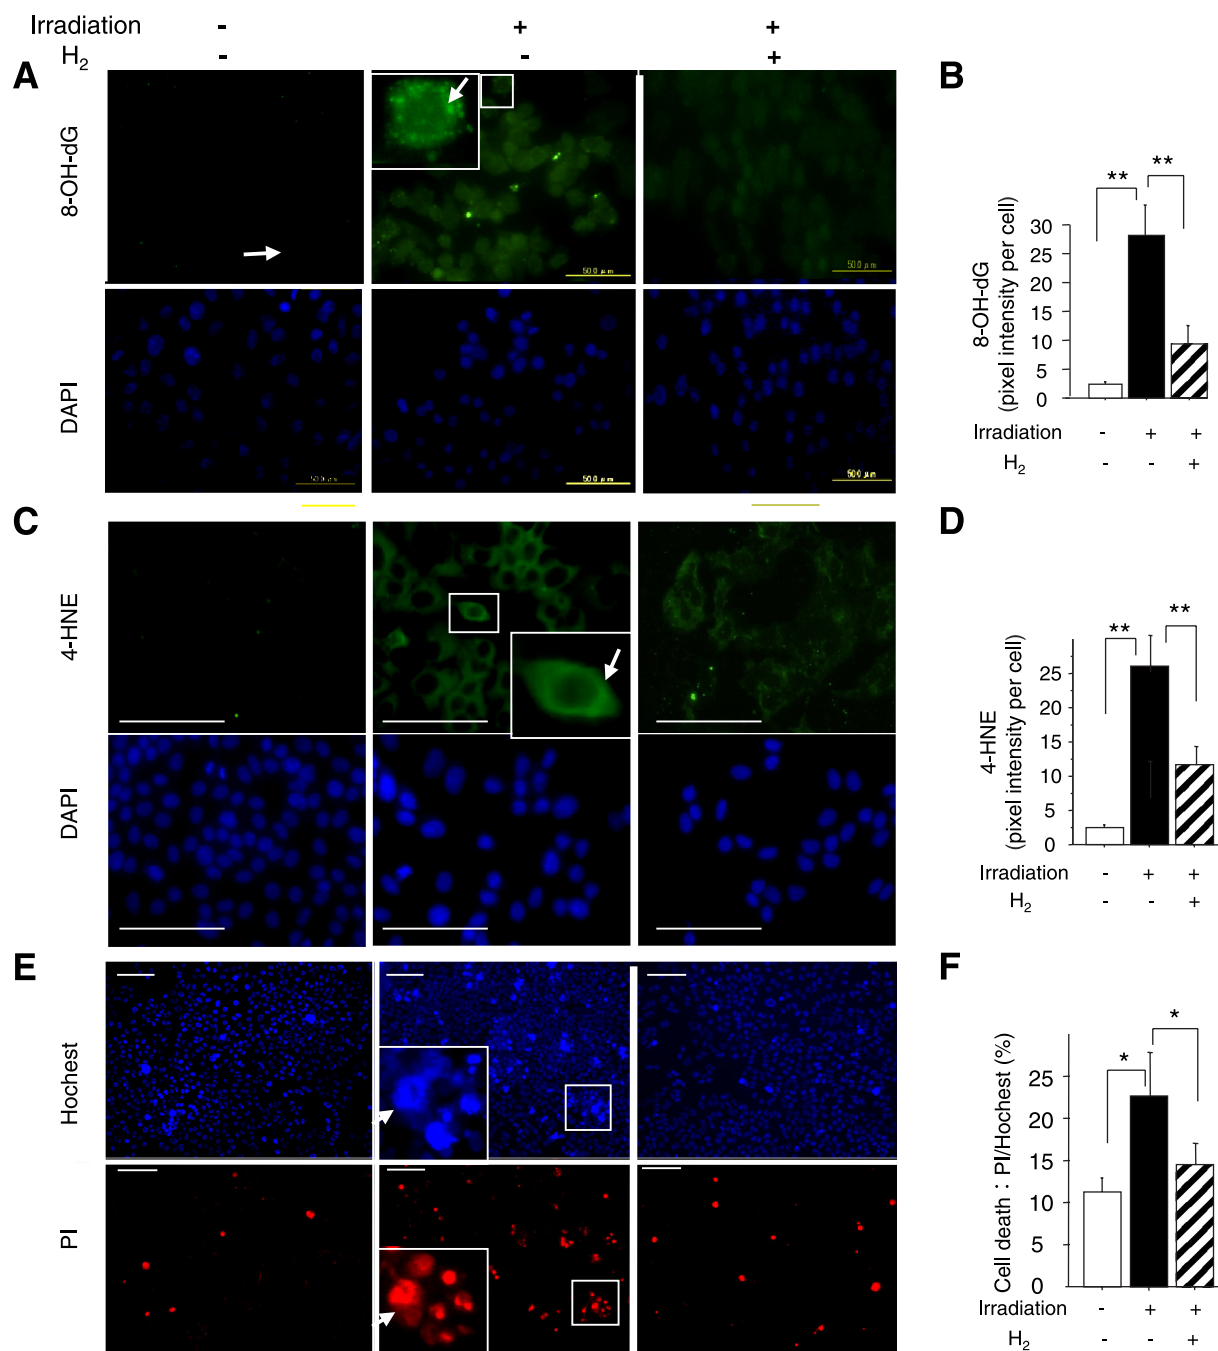 Irradiation - + +
H2 - - +
A
8-OH-dG
50.0 µm
50.0 µm
DAPI
50.0 µm
50.0 µm
50.0 µm
B
** **
8-OH-dG
(pixel intensity per cell)
30
25
20
15
10
5
0
Irradiation - + +
H2 - - +
C
4-HNE
DAPI
D
** **
4-HNE
(pixel intensity per cell)
25
20
15
10
5
0
Irradiation - + +
H2 - - +
E
Hochest
PI
F
* *
Cell death : PI/Hochest (%)
25
20
15
10
5
0
Irradiation - + +
H2 - - +